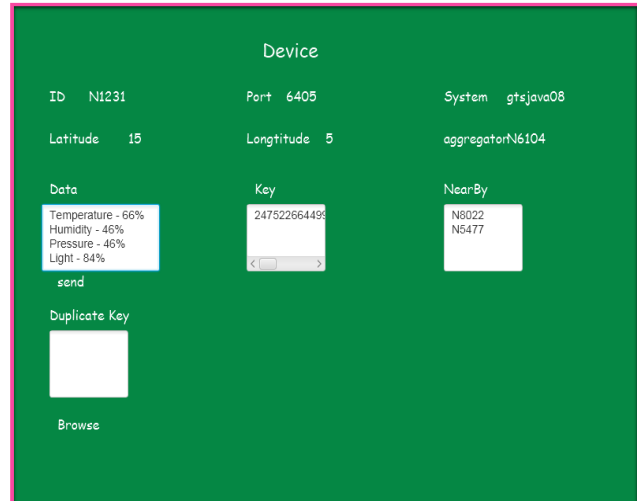 Device
ID N1231 Port 6405 System gtsjava08
Latitude 15 Longtitude 5 aggregatorN6104
Data Key NearBy
Temperature - 66% 247522664499 N8022
Humidity - 46% N5477
Pressure - 46%
Light - 84%
send
Duplicate Key
Browse